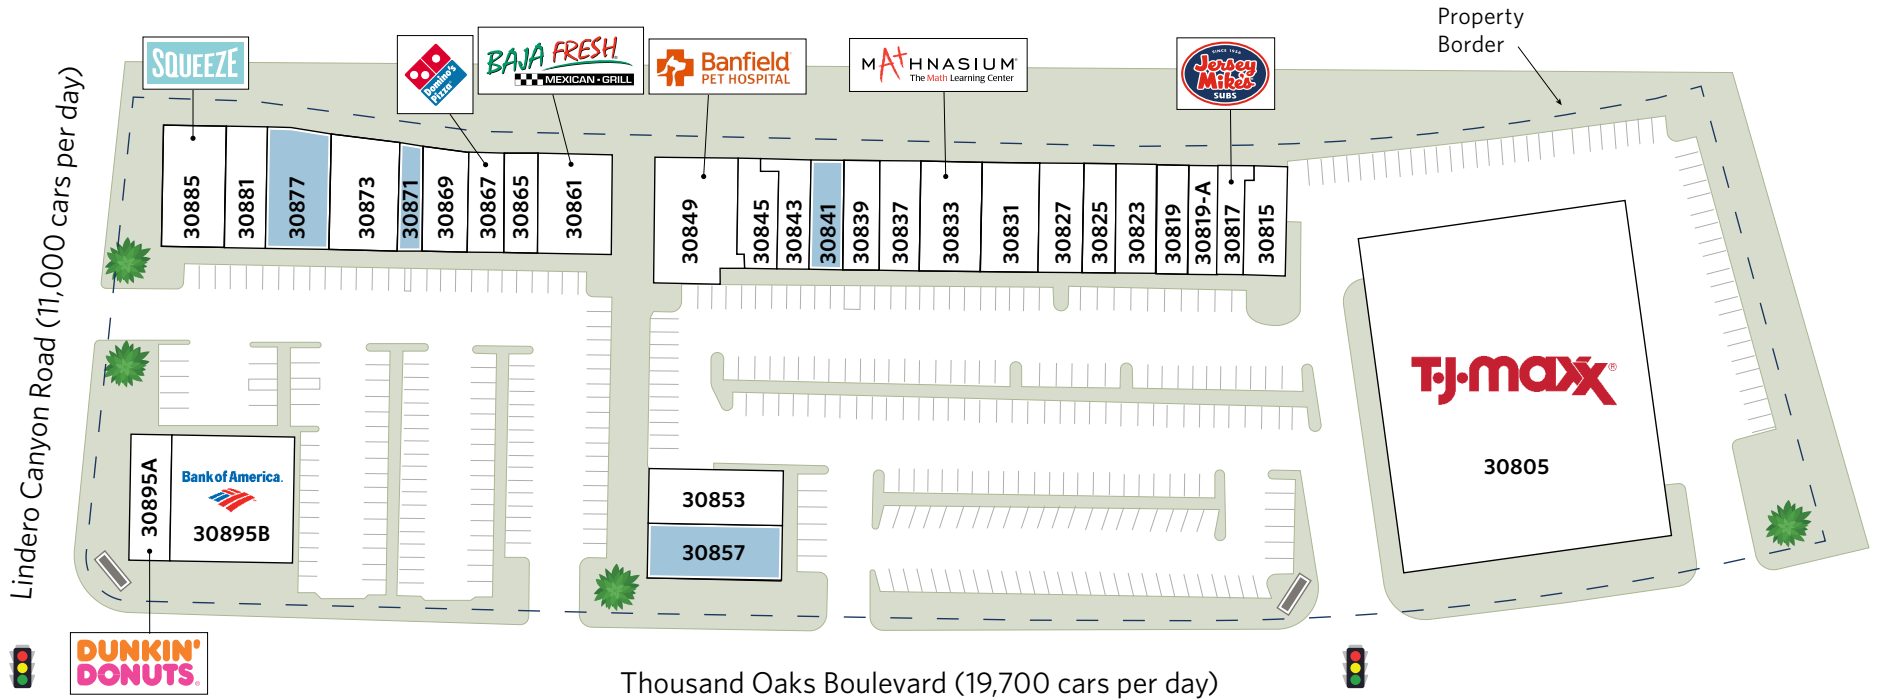 Property
Border
SQUEEZE
Domino's
Pizza
BAJA FRESH
MEXICAN • GRILL
Banfield
PET HOSPITAL
MATHNASIUM®
The Math Learning Center
SINCE 1956
Jersey
Mike's
SUBS
30885
30881
30877
30873
30871
30869
30867
30865
30861
30849
30845
30843
30841
30839
30837
30833
30831
30827
30825
30823
30819
30819-A
30817
30815
Lindero Canyon Road (11,000 cars per day)
T•J•maxx®
30805
30895A
Bank of America.
30895B
30853
30857
DUNKIN'
DONUTS®
Thousand Oaks Boulevard (19,700 cars per day)